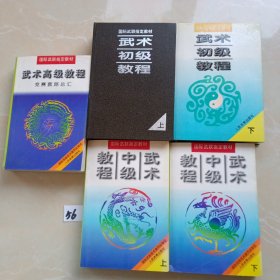 国际武联指定教材
武术高级教程
竞赛套路总汇
国际武联指定教材
武术
初级
教程
上
国际武联指定教材
武术
初级
教程
下
国际武联指定教材
武术
中级
教程
上
国际武联指定教材
武术
中级
教程
下
56